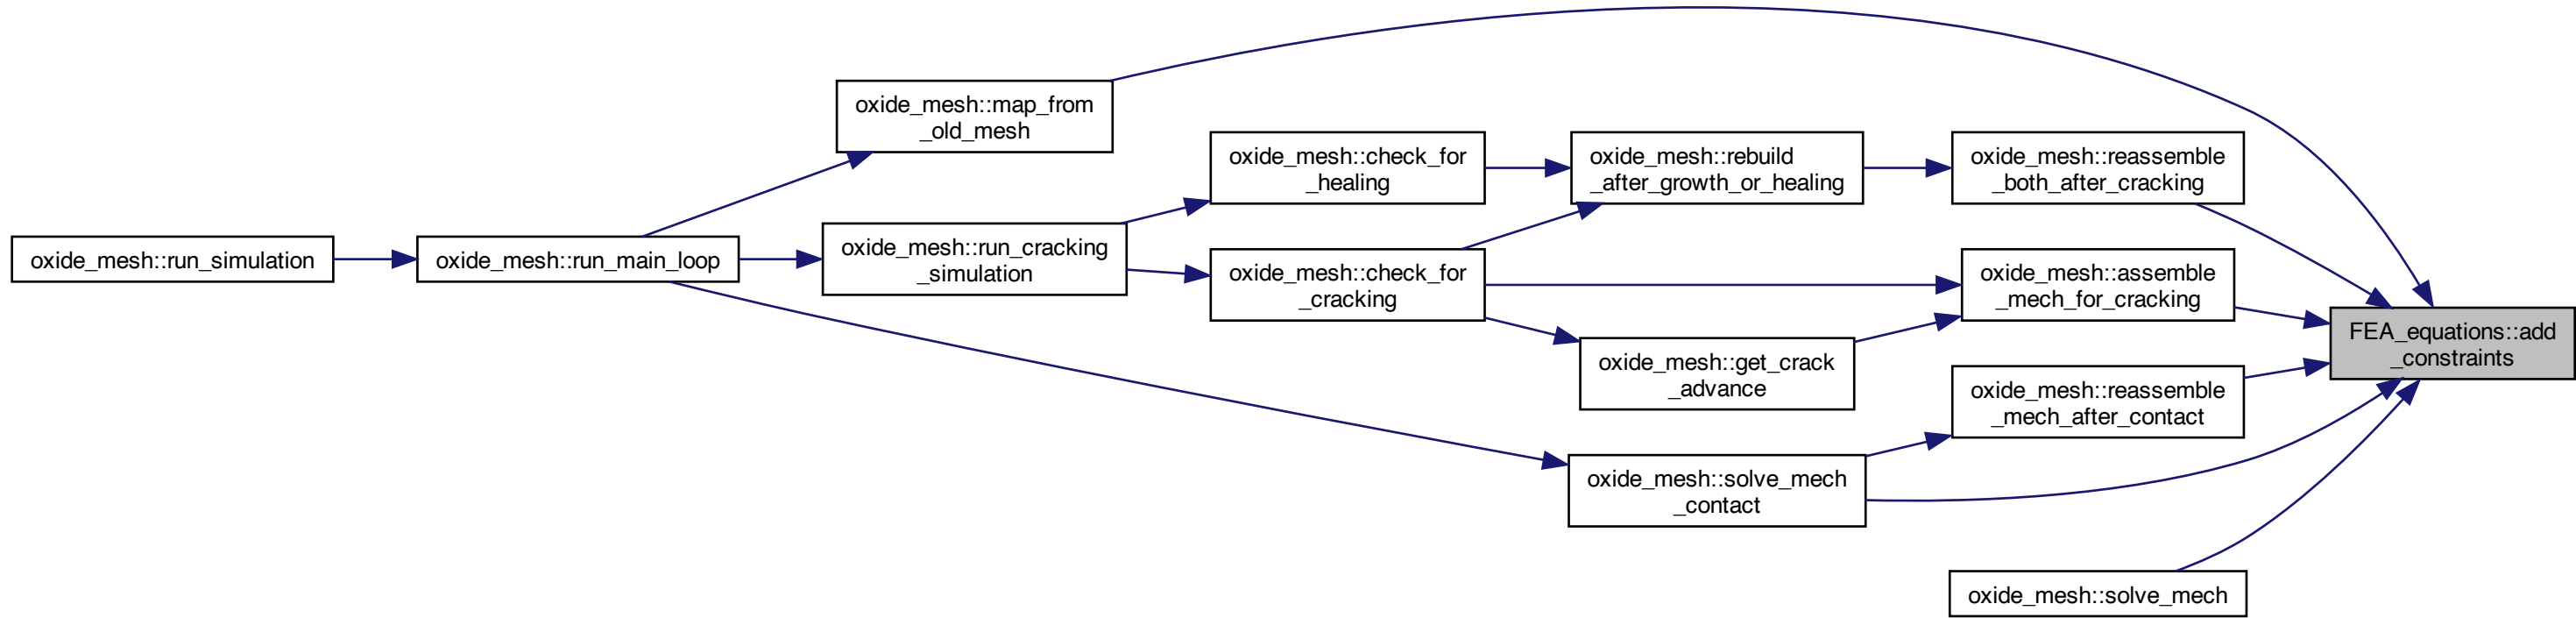 oxide_mesh::map_from
_old_mesh
oxide_mesh::check_for
_healing
oxide_mesh::rebuild
_after_growth_or_healing
oxide_mesh::reassemble
_both_after_cracking
oxide_mesh::run_simulation
oxide_mesh::run_main_loop
oxide_mesh::run_cracking
_simulation
oxide_mesh::check_for
_cracking
oxide_mesh::assemble
_mech_for_cracking
FEA_equations::add
_constraints
oxide_mesh::get_crack
_advance
oxide_mesh::reassemble
_mech_after_contact
oxide_mesh::solve_mech
_contact
oxide_mesh::solve_mech